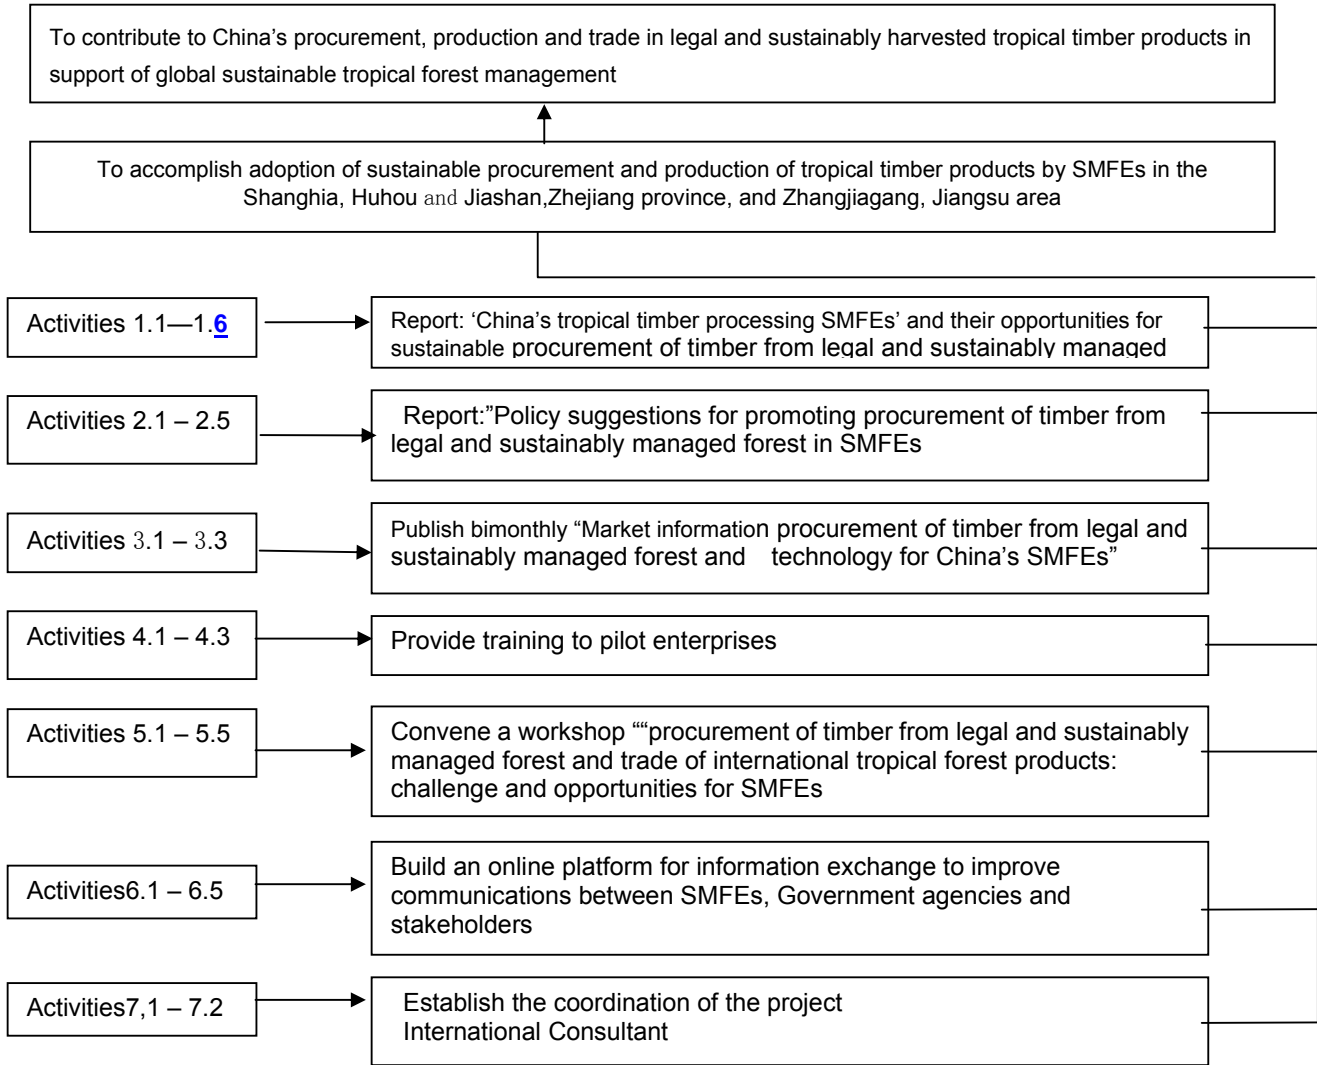 To contribute to China’s procurement, production and trade in legal and sustainably harvested tropical timber products in
support of global sustainable tropical forest management
To accomplish adoption of sustainable procurement and production of tropical timber products by SMFEs in the
Shanghia, Huhou and Jiashan,Zhejiang province, and Zhangjiagang, Jiangsu area
Activities 1.1—1.6
Report: ‘China’s tropical timber processing SMFEs’ and their opportunities for
sustainable procurement of timber from legal and sustainably managed
Activities 2.1 – 2.5
Report:”Policy suggestions for promoting procurement of timber from
legal and sustainably managed forest in SMFEs
Activities 3.1 – 3.3
Publish bimonthly “Market information procurement of timber from legal and
sustainably managed forest and technology for China’s SMFEs”
Activities 4.1 – 4.3
Provide training to pilot enterprises
Activities 5.1 – 5.5
Convene a workshop ““procurement of timber from legal and sustainably
managed forest and trade of international tropical forest products:
challenge and opportunities for SMFEs
Activities6.1 – 6.5
Build an online platform for information exchange to improve
communications between SMFEs, Government agencies and
stakeholders
Activities7,1 – 7.2
Establish the coordination of the project
International Consultant